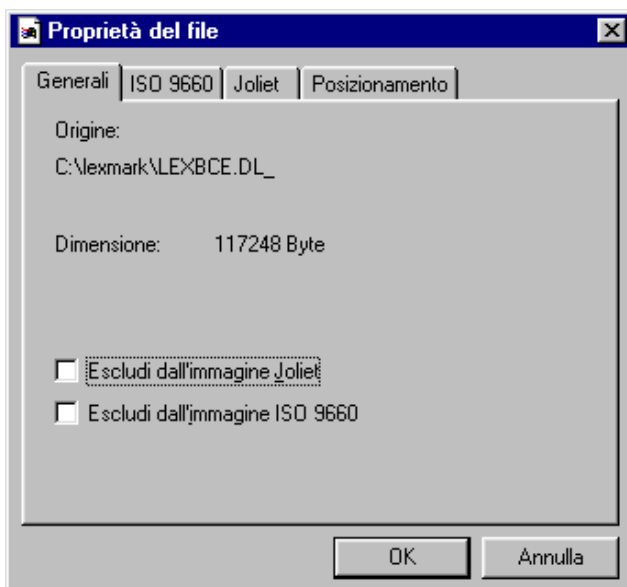 Proprietà del file
Generali ISO 9660 Joliet Posizionamento
Origine:
C:\lexmark\LEXBCE.DL_
Dimensione: 117248 Byte
Escludi dall'immagine Joliet
Escludi dall'immagine ISO 9660
OK Annulla